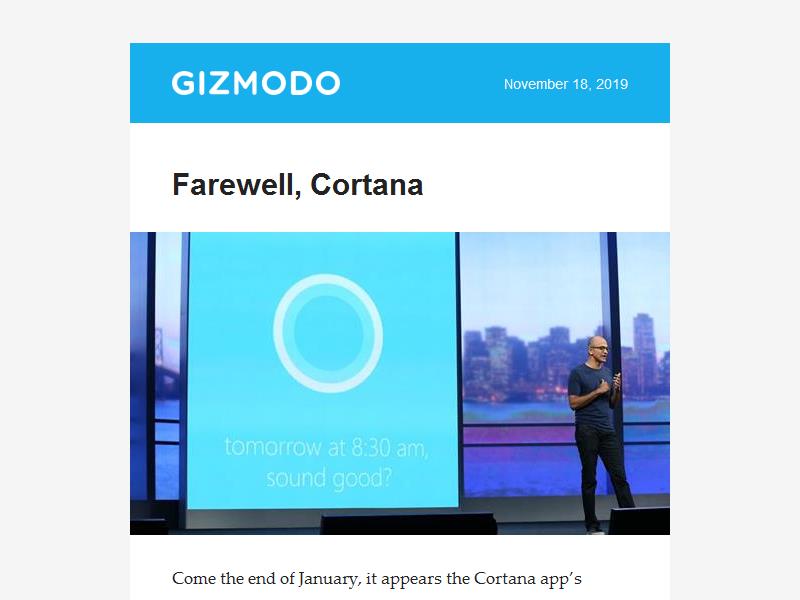 GIZMODO
November 18, 2019
Farewell, Cortana
tomorrow at 8:30 am,
sound good?
Come the end of January, it appears the Cortana app’s